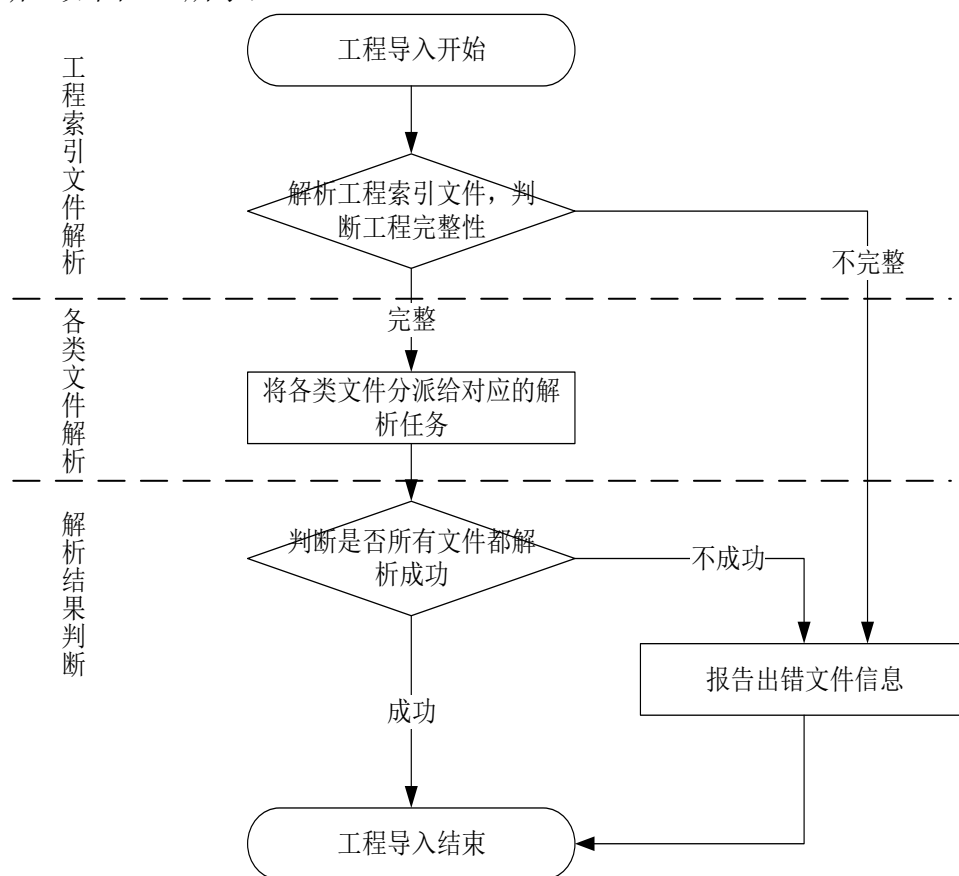 工程导入开始
工程索引文件解析
解析工程索引文件，判
断工程完整性
不完整
完整
各类文件解析
将各类文件分派给对应的解
析任务
解析结果判断
判断是否所有文件都解
析成功
不成功
报告出错文件信息
成功
工程导入结束